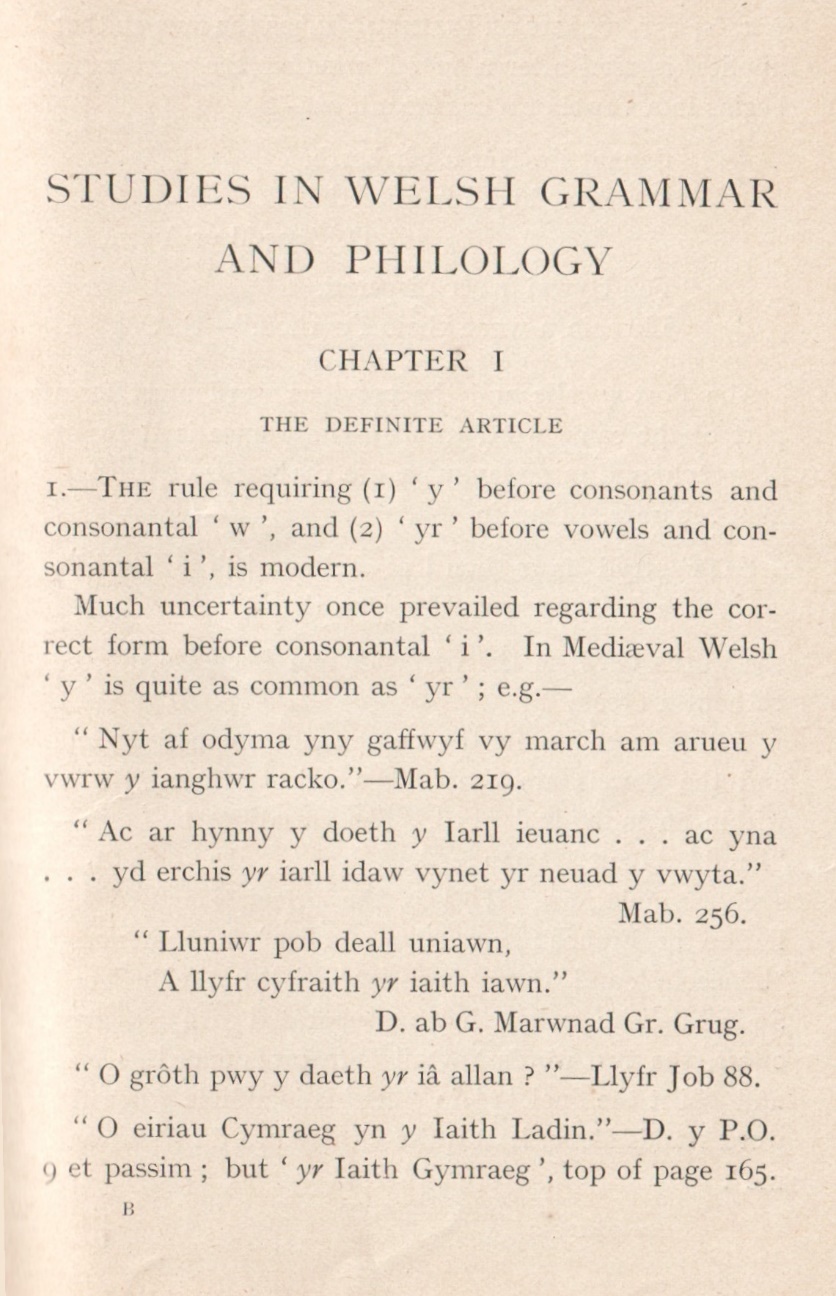 STUDIES IN WELSH GRAMMAR
AND PHILOLOGY
CHAPTER I
THE DEFINITE ARTICLE
1.—THE rule requiring (1) ‘ y ’ before consonants and
consonantal ‘ w ’, and (2) ‘ yr ’ before vowels and con-
sonantal ‘ i ’, is modern.
Much uncertainty once prevailed regarding the cor-
rect form before consonantal ‘ i ’. In Mediæval Welsh
‘ y ’ is quite as common as ‘ yr ’ ; e.g.—
“ Nyt af odyma yny gaffwyf vy march am arueu y
vwrw y ianghwr racko.”—Mab. 219.
“ Ac ar hynny y doeth y Iarll ieuanc . . . ac yna
. . . yd erchis yr iarll idaw vynet yr neuad y vwyta.”
Mab. 256.
“ Lluniwr pob deall uniawn,
A llyfr cyfraith yr iaith iawn.”
D. ab G. Marwnad Gr. Grug.
“ O grôth pwy y daeth yr iâ allan ? ”—Llyfr Job 88.
“ O eiriau Cymraeg yn y Iaith Ladin.”—D. y P.O.
9 et passim ; but ‘ yr Iaith Gymraeg ’, top of page 165.
B